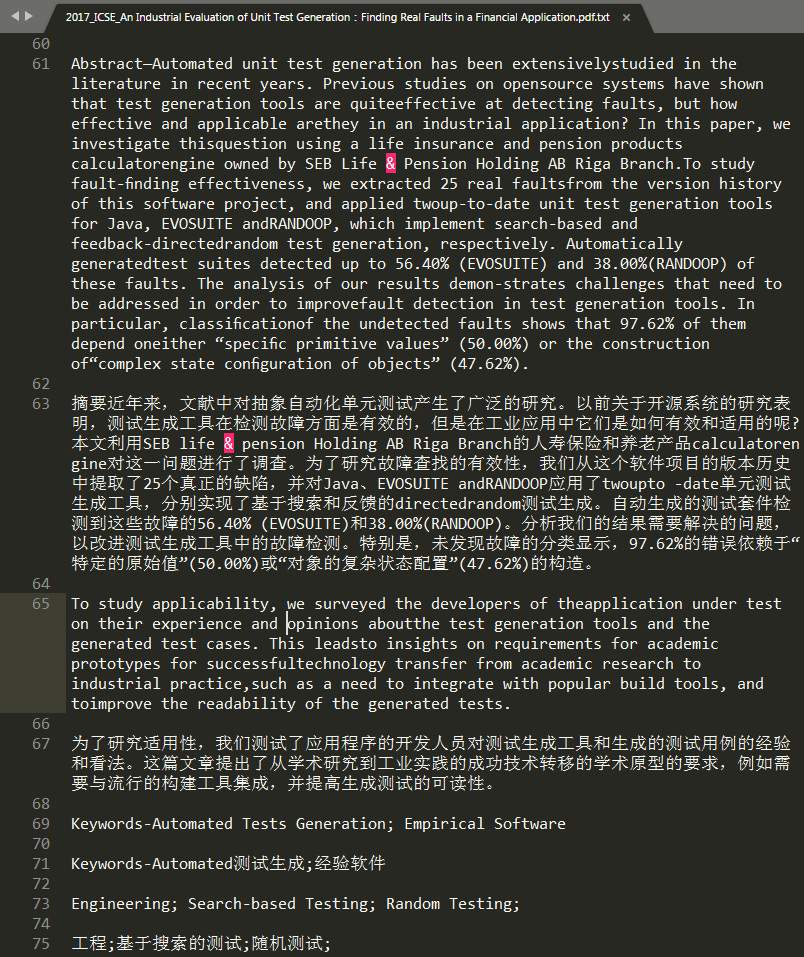 2017_ICSE_An Industrial Evaluation of Unit Test Generation : Finding Real Faults in a Financial Application.pdf.txt ×
60
61 Abstract—Automated unit test generation has been extensivelystudied in the
literature in recent years. Previous studies on opensource systems have shown
that test generation tools are quiteeffective at detecting faults, but how
effective and applicable arethey in an industrial application? In this paper, we
investigate thisquestion using a life insurance and pension products
calculatorengine owned by SEB Life & Pension Holding AB Riga Branch.To study
fault-finding effectiveness, we extracted 25 real faultsfrom the version history
of this software project, and applied twoup-to-date unit test generation tools
for Java, EVOSUITE andRANDOOP, which implement search-based and
feedback-directedrandom test generation, respectively. Automatically
generatedtest suites detected up to 56.40% (EVOSUITE) and 38.00%(RANDOOP) of
these faults. The analysis of our results demon-strates challenges that need to
be addressed in order to improvefault detection in test generation tools. In
particular, classificationof the undetected faults shows that 97.62% of them
depend oneither “specific primitive values” (50.00%) or the construction
of“complex state configuration of objects” (47.62%).
62
63 摘要近年来，文献中对抽象自动化单元测试产生了广泛的研究。以前关于开源系统的研究表
明，测试生成工具在检测故障方面是有效的，但是在工业应用中它们是如何有效和适用的呢?
本文利用SEB life & pension Holding AB Riga Branch的人寿保险和养老产品calculatoren
gine对这一问题进行了调查。为了研究故障查找的有效性，我们从这个软件项目的版本历史
中提取了25个真正的缺陷，并对Java、EVOSUITE andRANDOOP应用了twoupto -date单元测试
生成工具，分别实现了基于搜索和反馈的directedrandom测试生成。自动生成的测试套件检
测到这些故障的56.40% (EVOSUITE)和38.00%(RANDOOP)。分析我们的结果需要解决的问题，
以改进测试生成工具中的故障检测。特别是，未发现故障的分类显示，97.62%的错误依赖于“
特定的原始值”(50.00%)或“对象的复杂状态配置”(47.62%)的构造。
64
65 To study applicability, we surveyed the developers of theapplication under test
on their experience and opinions aboutthe test generation tools and the
generated test cases. This leadsto insights on requirements for academic
prototypes for successfultechnology transfer from academic research to
industrial practice,such as a need to integrate with popular build tools, and
toimprove the readability of the generated tests.
66
67 为了研究适用性，我们测试了应用程序的开发人员对测试生成工具和生成的测试用例的经验
和看法。这篇文章提出了从学术研究到工业实践的成功技术转移的学术原型的要求，例如需
要与流行的构建工具集成，并提高生成测试的可读性。
68
69 Keywords-Automated Tests Generation; Empirical Software
70
71 Keywords-Automated测试生成;经验软件
72
73 Engineering; Search-based Testing; Random Testing;
74
75 工程;基于搜索的测试;随机测试;